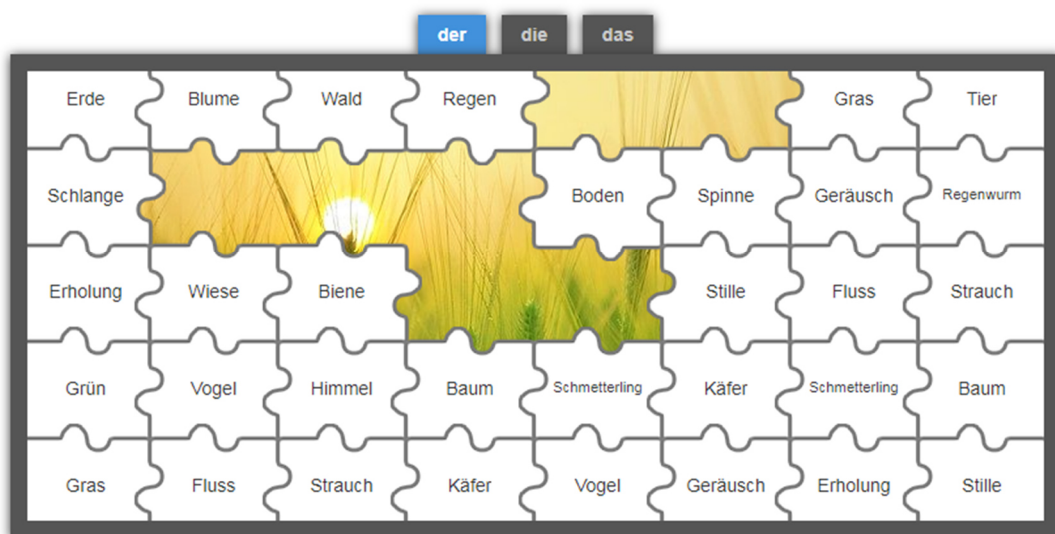 der die das
Erde Blume Wald Regen Gras Tier
Schlange Boden Spinne Geräusch Regenwurm
Erholung Wiese Biene Stille Fluss Strauch
Grün Vogel Himmel Baum Schmetterling Käfer Schmetterling Baum
Gras Fluss Strauch Käfer Vogel Geräusch Erholung Stille